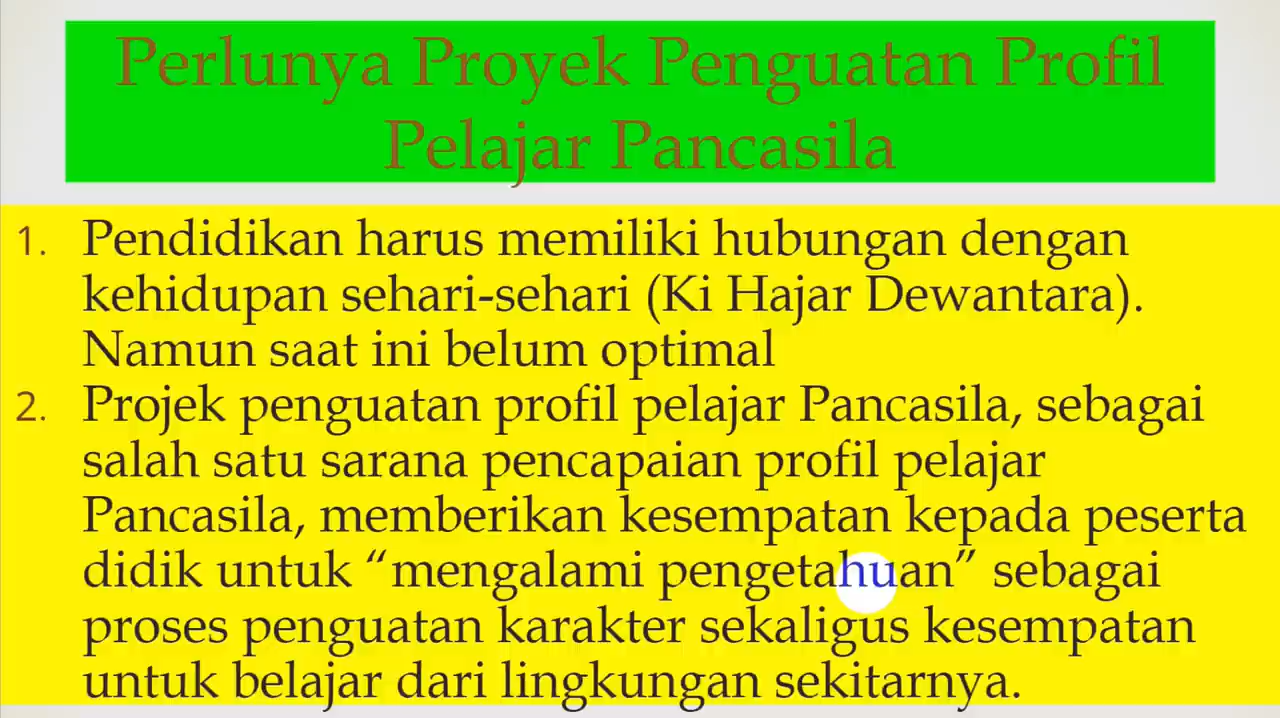 Perlunya Proyek Penguatan Profil
Pelajar Pancasila
1. Pendidikan harus memiliki hubungan dengan
kehidupan sehari-sehari (Ki Hajar Dewantara).
Namun saat ini belum optimal
2. Projek penguatan profil pelajar Pancasila, sebagai
salah satu sarana pencapaian profil pelajar
Pancasila, memberikan kesempatan kepada peserta
didik untuk “mengalami pengetahuan” sebagai
proses penguatan karakter sekaligus kesempatan
untuk belajar dari lingkungan sekitarnya.